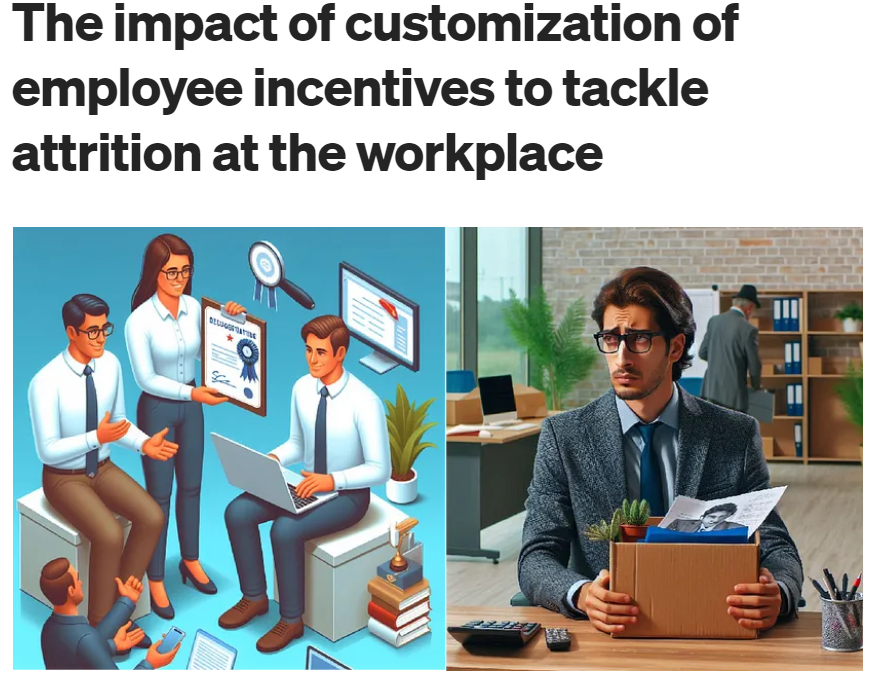 The impact of customization of
employee incentives to tackle
attrition at the workplace